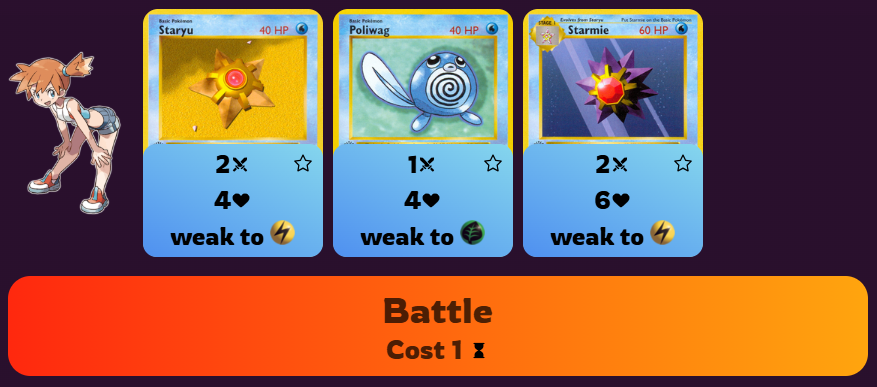 Basic Pokémon
Staryu 40 HP
2
4
weak to
Basic Pokémon
Poliwag 40 HP
1
4
weak to
STAGE 1 Evolves from Staryu Put Starmie on the Basic Pokémon
Starmie 60 HP
2
6
weak to
Battle
Cost 1